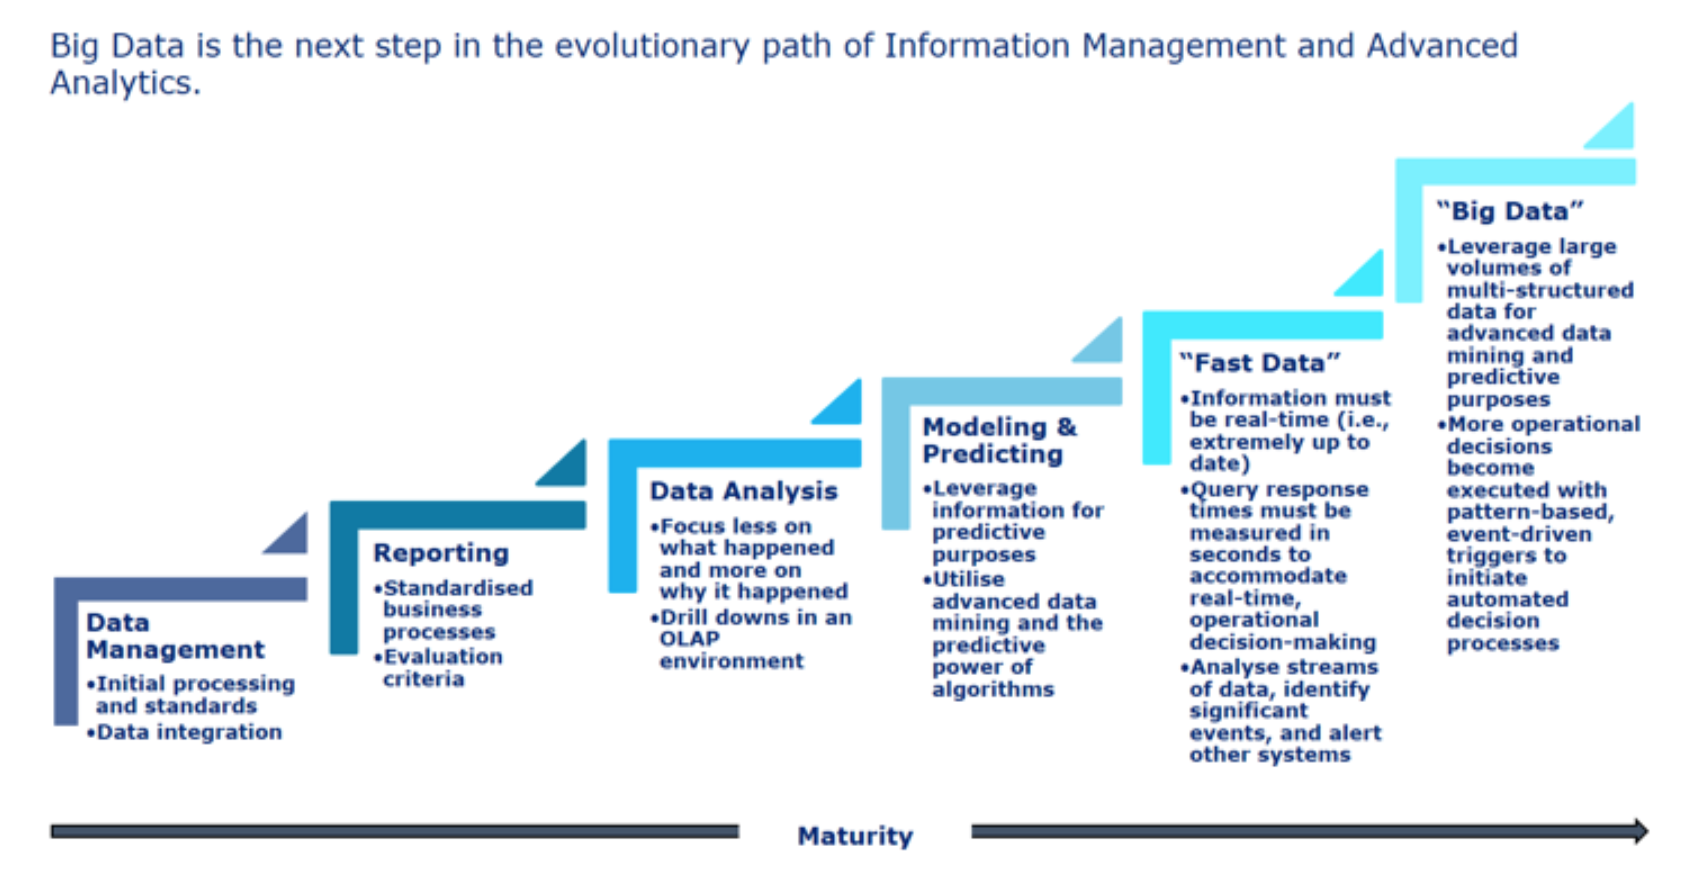 Big Data is the next step in the evolutionary path of Information Management and Advanced
Analytics.
Data
Management
•Initial processing
and standards
•Data integration
Reporting
•Standardised
business
processes
•Evaluation
criteria
Data Analysis
•Focus less on
what happened
and more on
why it happened
•Drill downs in an
OLAP
environment
Modeling &
Predicting
•Leverage
information for
predictive
purposes
•Utilise
advanced data
mining and the
predictive
power of
algorithms
“Fast Data”
•Information must
be real-time (i.e.,
extremely up to
date)
•Query response
times must be
measured in
seconds to
accommodate
real-time,
operational
decision-making
•Analyse streams
of data, identify
significant
events, and alert
other systems
“Big Data”
•Leverage large
volumes of
multi-structured
data for
advanced data
mining and
predictive
purposes
•More operational
decisions
become
executed with
pattern-based,
event-driven
triggers to
initiate
automated
decision
processes
Maturity